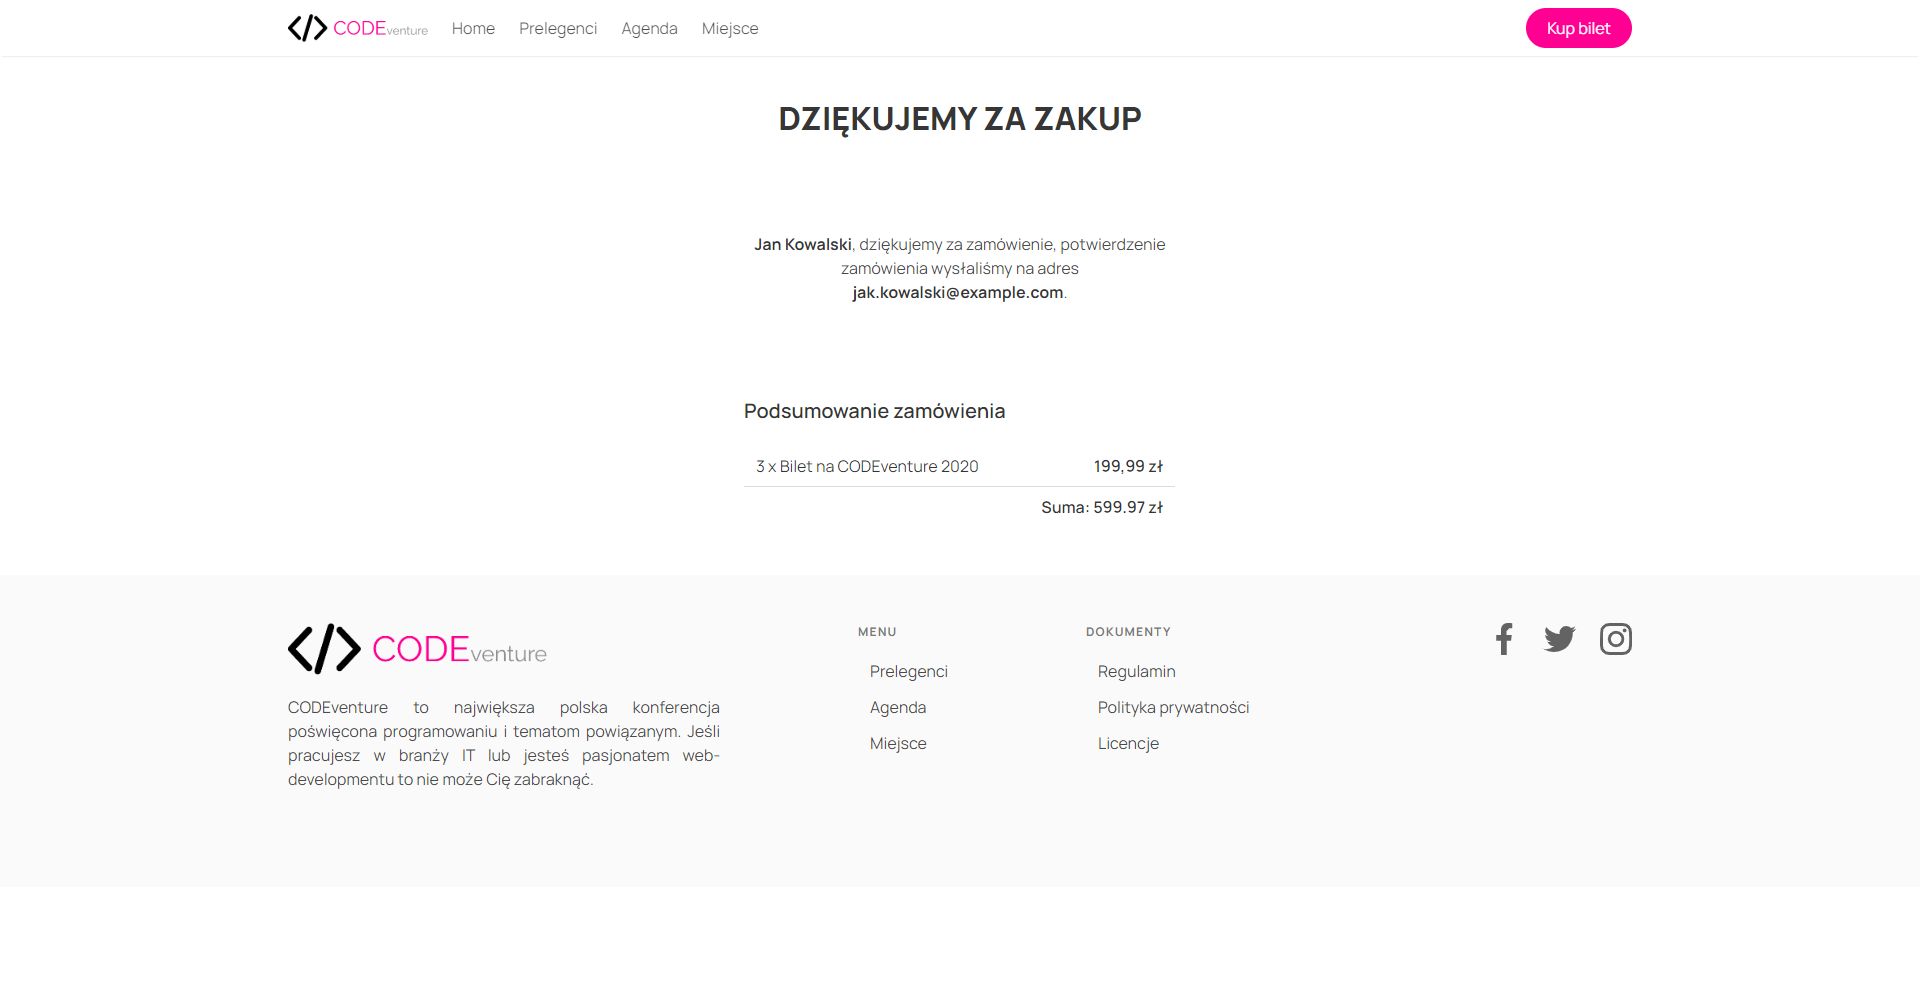 </> CODEventure Home Prelegenci Agenda Miejsce Kup bilet
DZIĘKUJEMY ZA ZAKUP
Jan Kowalski, dziękujemy za zamówienie, potwierdzenie
zamówienia wysłaliśmy na adres
jak.kowalski@example.com.
Podsumowanie zamówienia
3 x Bilet na CODEventure 2020 199,99 zł
Suma: 599.97 zł
</> CODEventure
CODEventure to największa polska konferencja
poświęcona programowaniu i tematom powiązanym. Jeśli
pracujesz w branży IT lub jesteś pasjonatem web-
developmentu to nie może Cię zabraknąć.
MENU
Prelegenci
Agenda
Miejsce
DOKUMENTY
Regulamin
Polityka prywatności
Licencje